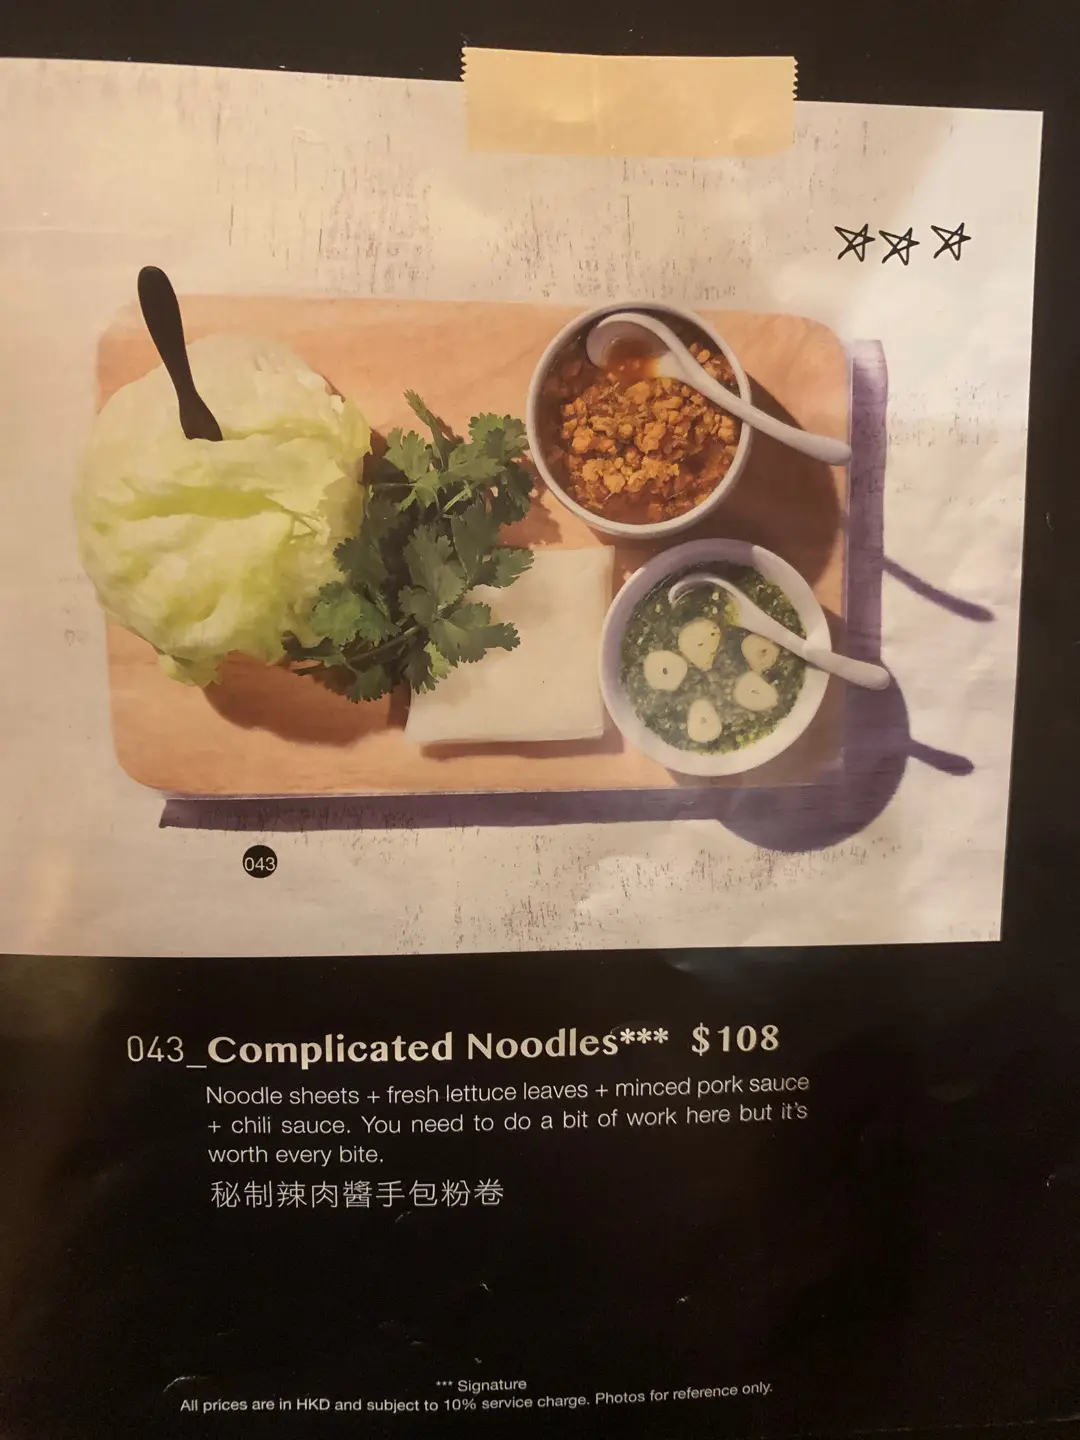 043
043_Complicated Noodles*** $108
Noodle sheets + fresh lettuce leaves + minced pork sauce
+ chili sauce. You need to do a bit of work here but it's
worth every bite.
秘制辣肉醬手包粉卷
*** Signature
All prices are in HKD and subject to 10% service charge. Photos for reference only.